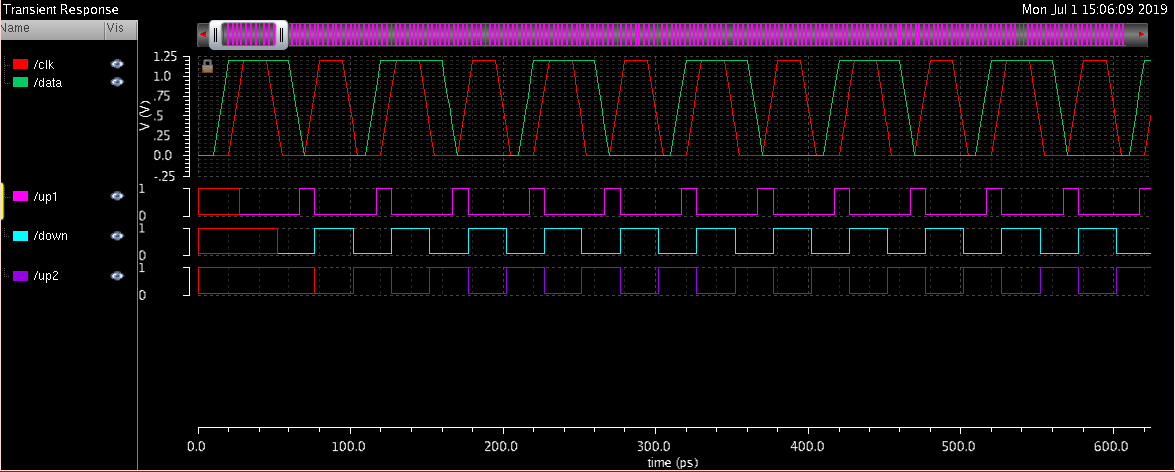 Transient Response
Mon Jul 1 15:06:09 2019
Name Vis
/clk
/data
/up1
/down
/up2
V (V)
1.25
1.0
.75
.5
.25
0.0
-.25
1
0
1
0
1
0
0.0 100.0 200.0 300.0 400.0 500.0 600.0
time (ps)